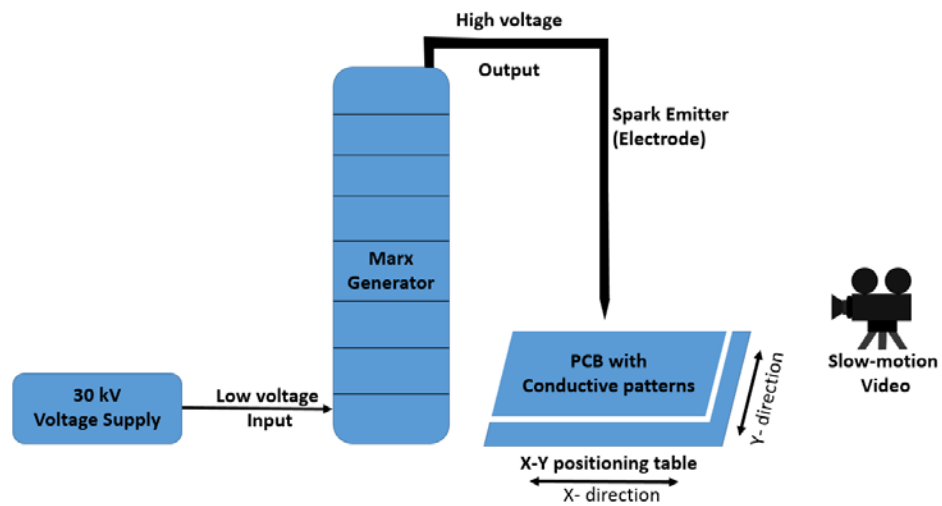 High voltage
Output
Spark Emitter
(Electrode)
Marx
Generator
30 kV
Voltage Supply
Low voltage
Input
PCB with
Conductive patterns
Y- direction
Slow-motion
Video
X-Y positioning table
X- direction